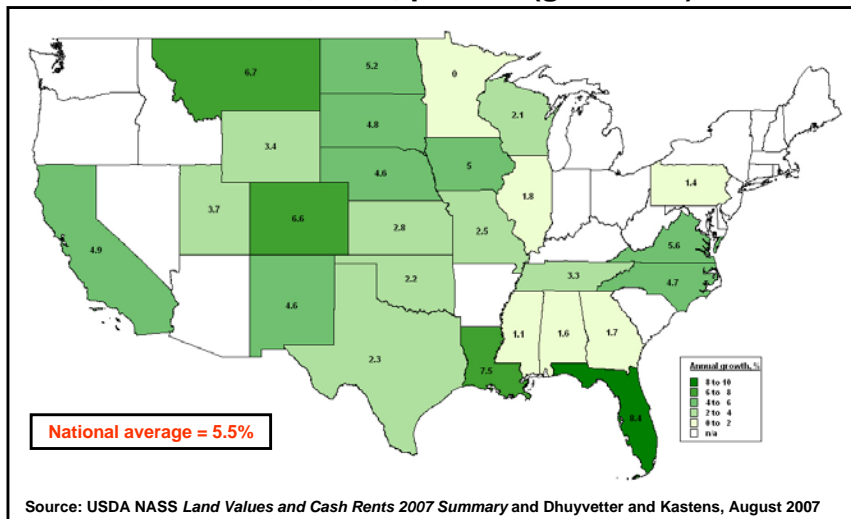 6.7
5.2
0
2.1
4.8
3.4
5
4.6
1.4
1.8
3.7
6.6
2.8
2.5
5.6
4.9
3.3
4.7
2.2
4.6
1.1
1.6
1.7
2.3
7.5
8.4
Annual growth, %
8 to 10
6 to 8
4 to 6
2 to 4
0 to 2
n/a
National average = 5.5%
Source: USDA NASS Land Values and Cash Rents 2007 Summary and Dhuyvetter and Kastens, August 2007